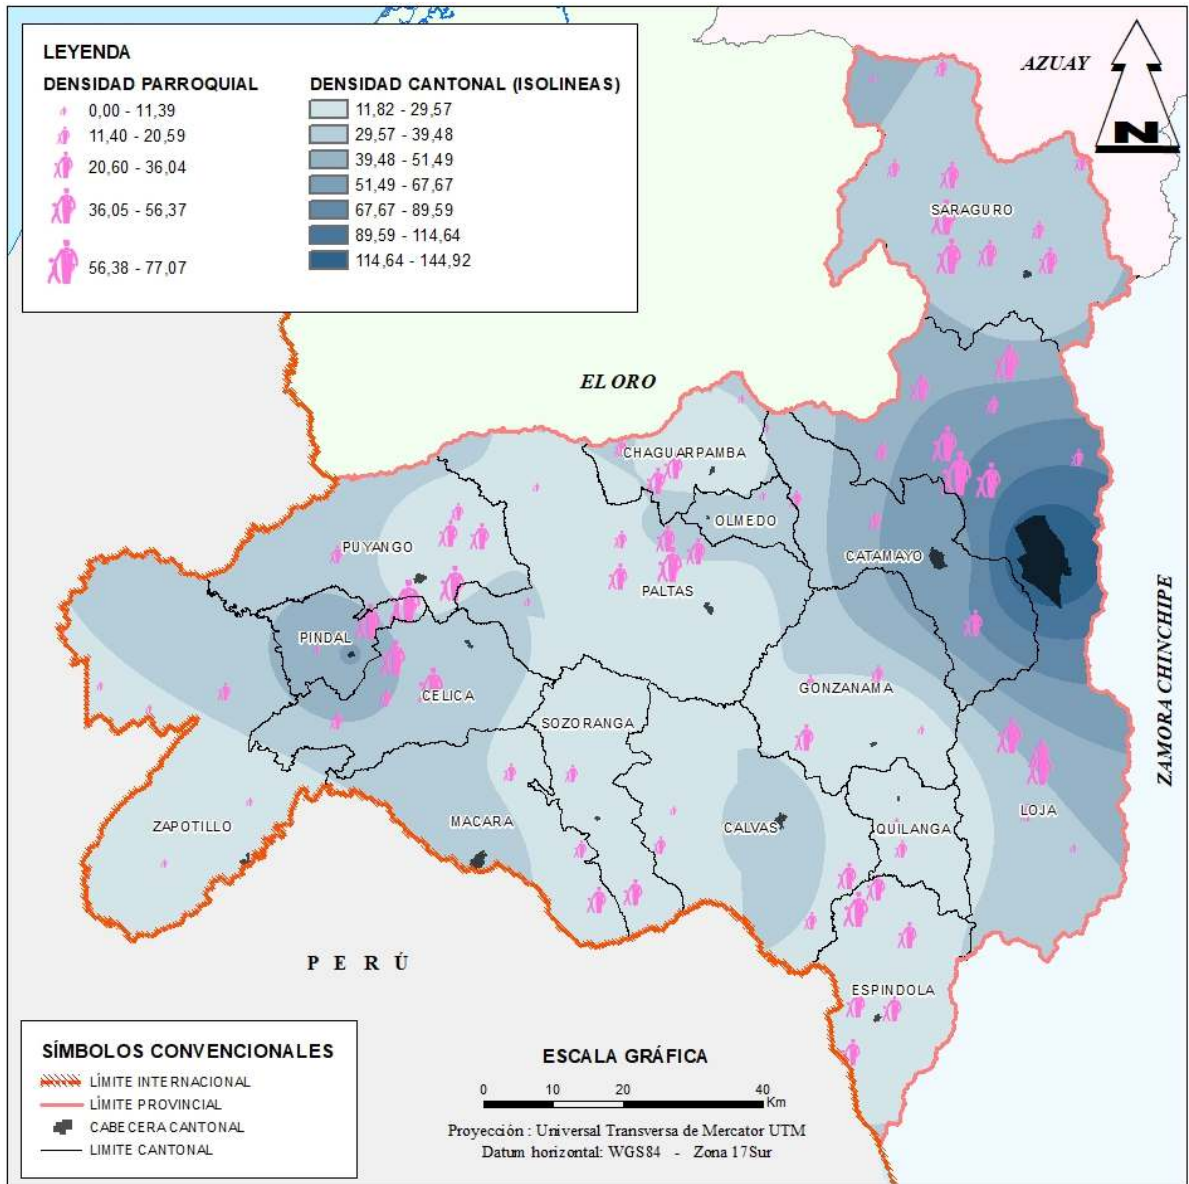 LEYENDA
DENSIDAD PARROQUIAL
0,00 - 11,39
11,40 - 20,59
20,60 - 36,04
36,05 - 56,37
56,38 - 77,07
DENSIDAD CANTONAL (ISOLINEAS)
11,82 - 29,57
29,57 - 39,48
39,48 - 51,49
51,49 - 67,67
67,67 - 89,59
89,59 - 114,64
114,64 - 144,92
AZUAY
N
SARAGURO
EL ORO
CHAGUARPAMBA
OLMEDO
PUYANGO
CATAMAYO
PALTAS
PINDAL
ZAMORA CHINCHIPE
CELICA
GONZANAMA
SOZORANGA
ZAPOTILLO
MACARA
CALVAS
QUILANGA
LOJA
PERÚ
ESPINDOLA
SÍMBOLOS CONVENCIONALES
LÍMITE INTERNACIONAL
LÍMITE PROVINCIAL
CABECERA CANTONAL
LIMITE CANTONAL
ESCALA GRÁFICA
0 10 20 40
Km
Proyección : Universal Transversa de Mercator UTM
Datum horizontal: WGS84 - Zona 17Sur